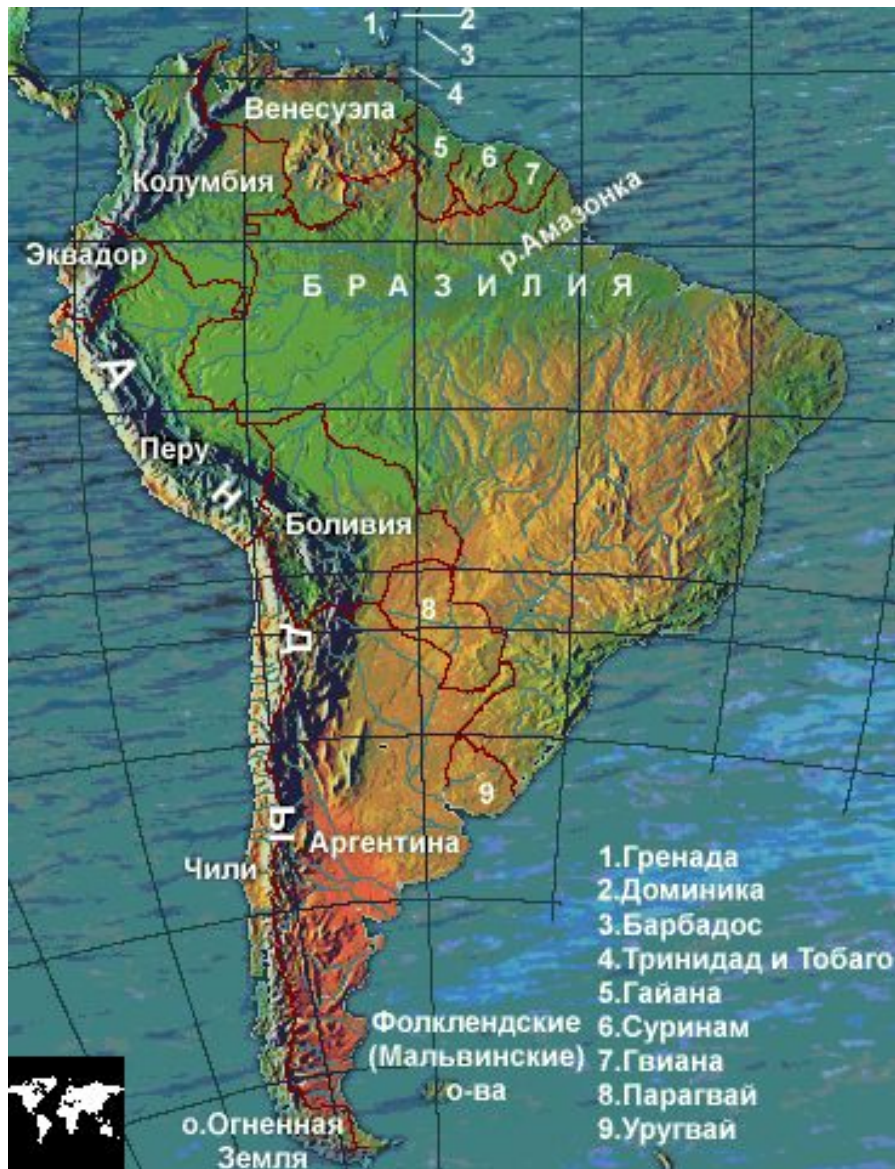 1
2
3
4
Венесуэла
5
6
7
Колумбия
р.Амазонка
Эквадор
БРАЗИЛИЯ
АНДЫ
Перу
Боливия
8
9
Аргентина
Чили
1.Гренада
2.Доминика
3.Барбадос
4.Тринидад и Тобаго
5.Гайана
6.Суринам
7.Гвиана
8.Парагвай
9.Уругвай
Фолклендские
(Мальвинские)
о-ва
о.Огненная
Земля